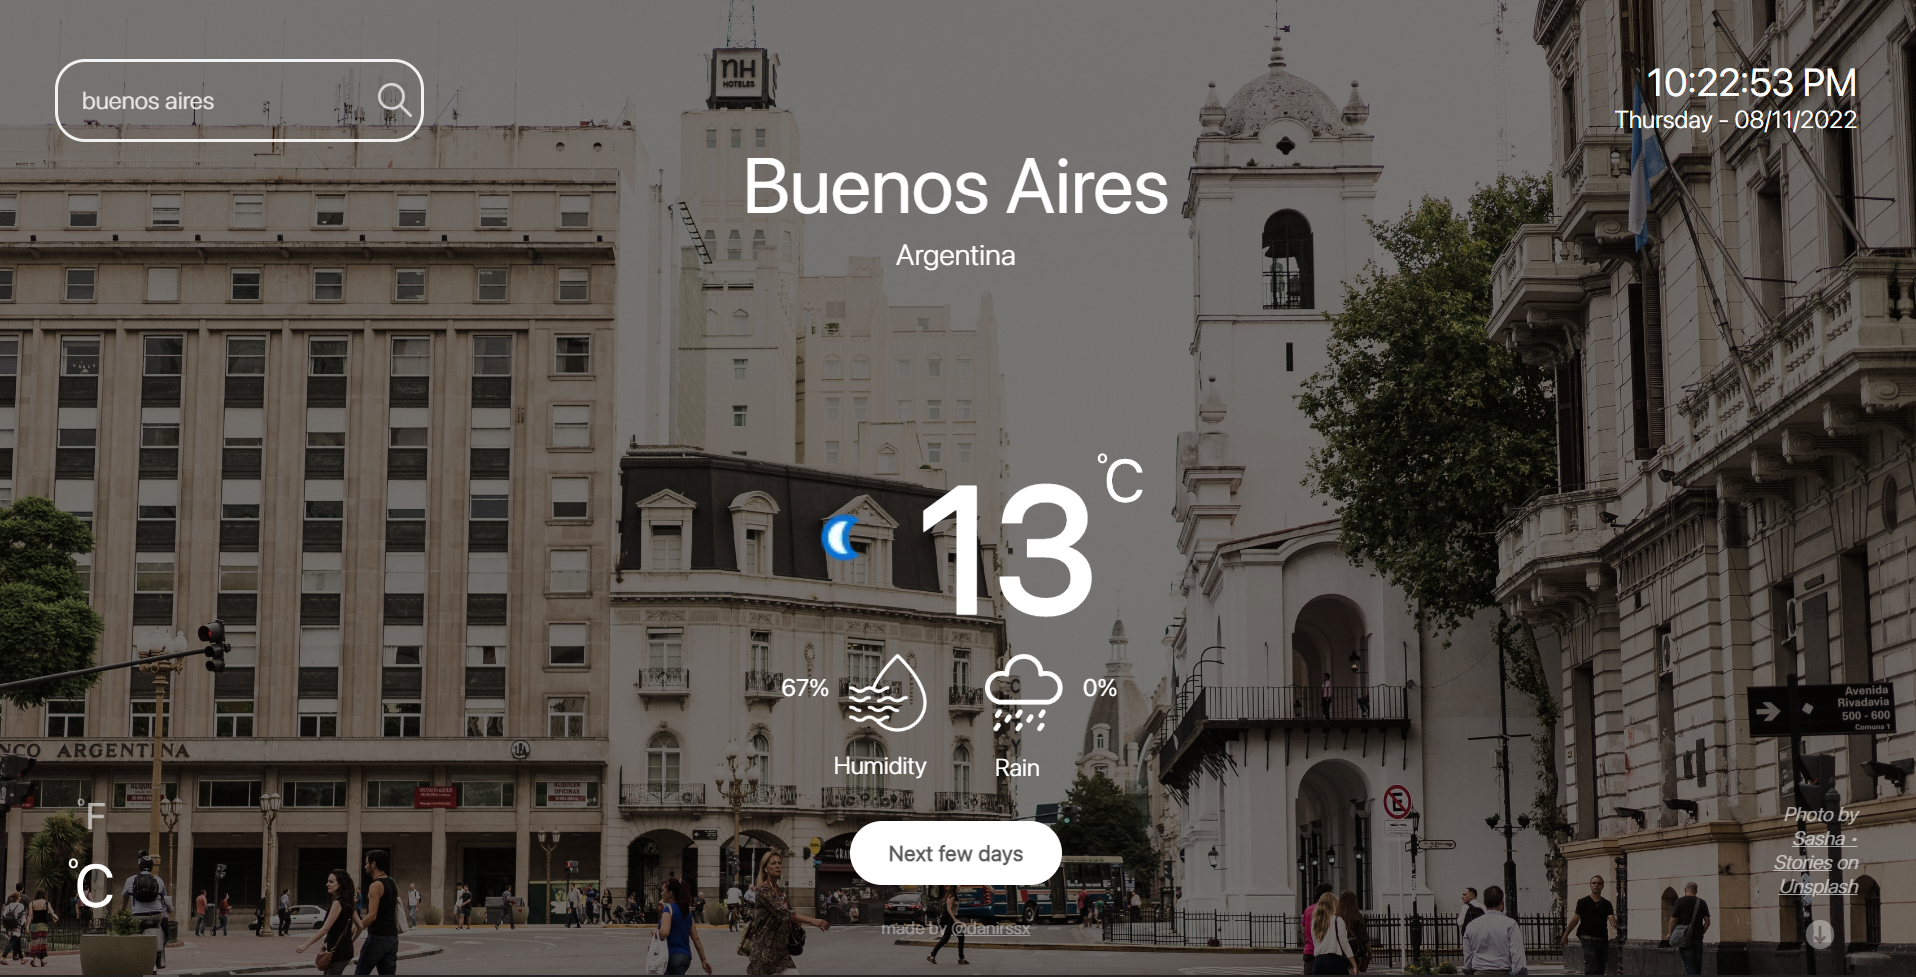 nH
HOTELES
buenos aires
10:22:53 PM
Thursday - 08/11/2022
Buenos Aires
Argentina
13 °C
67%
0%
Humidity
Rain
Avenida
Rivadavia
500 - 600
Comuna 1
NCO ARGENTINA
ALQUILER
OFICINAS
E
°F
°C
Next few days
Photo by
Sasha •
Stories on
Unsplash
made by @danirssx